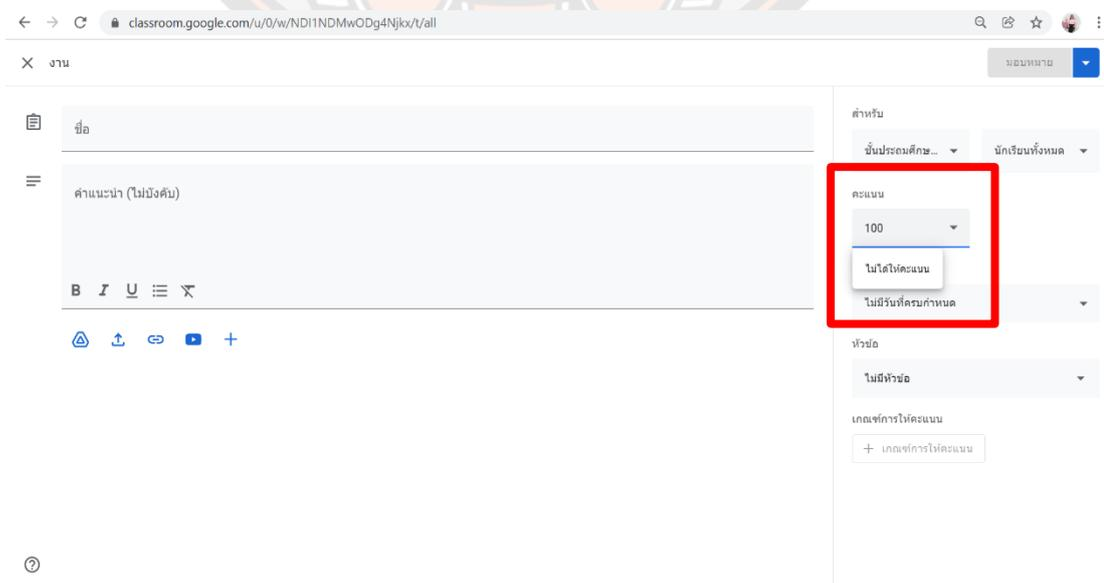 classroom.google.com/u/0/w/NDI1NDMwODg4Njkx/t/all
งาน
มอบหมาย
ชื่อ
คำแนะนำ (ไม่บังคับ)
B I U
สำหรับ
ชั้นประถมศึกษ... นักเรียนทั้งหมด
คะแนน
100
ไม่ได้ให้คะแนน
ไม่มีวันที่ครบกำหนด
หัวข้อ
ไม่มีหัวข้อ
เกณฑ์การให้คะแนน
+ เกณฑ์การให้คะแนน